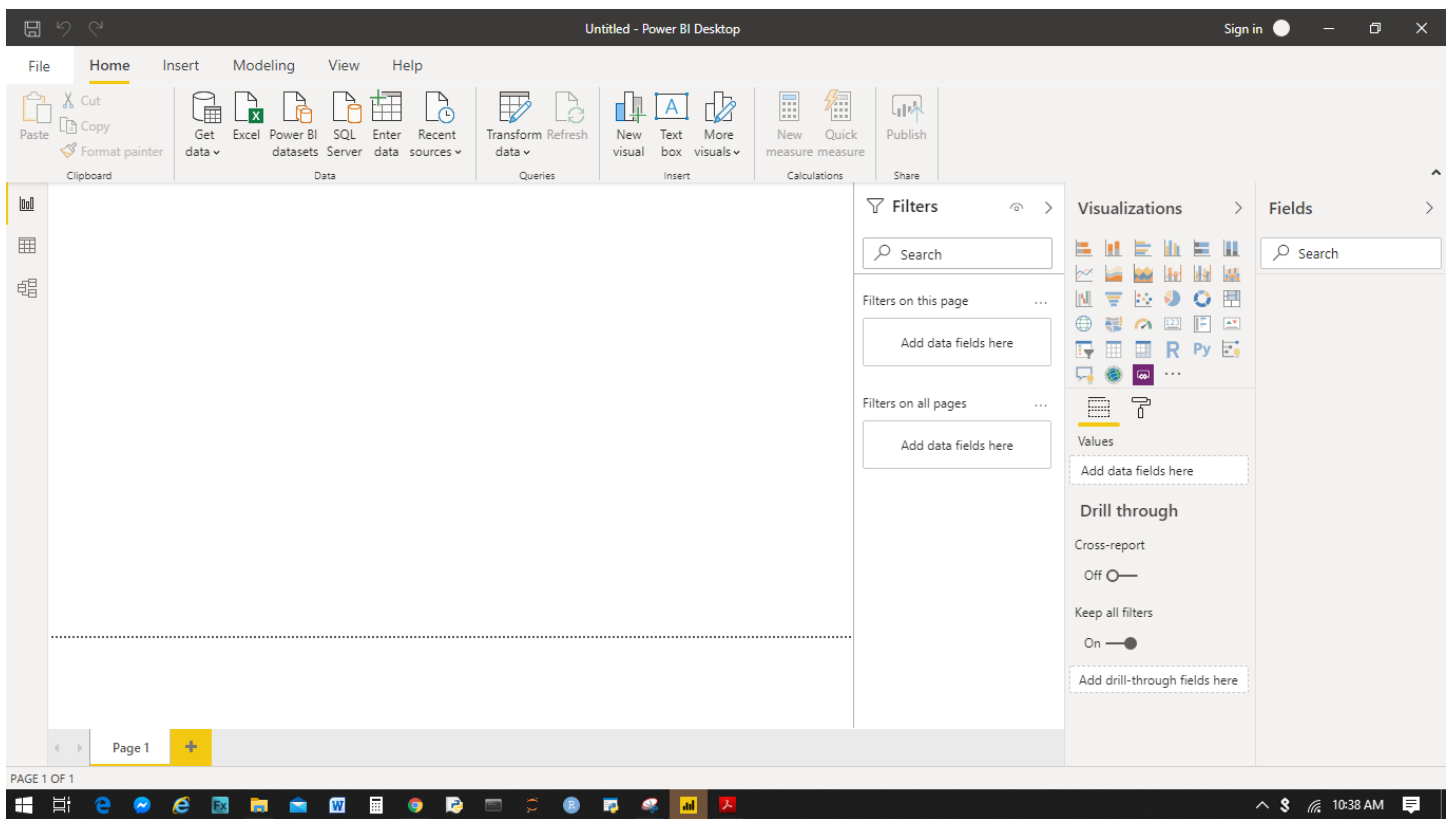 Untitled - Power BI Desktop
Sign in
File Home Insert Modeling View Help
Paste
Cut
Copy
Format painter
Clipboard
Get data
Excel
Power BI datasets
SQL Server
Enter data
Recent sources
Data
Transform data
Refresh
Queries
New visual
Text box
More visuals
Insert
New measure
Quick measure
Calculations
Publish
Share
Filters
Search
Filters on this page ...
Add data fields here
Filters on all pages ...
Add data fields here
Visualizations
123
R
Py
...
Values
Add data fields here
Drill through
Cross-report
Off
Keep all filters
On
Add drill-through fields here
Fields
Search
Page 1
PAGE 1 OF 1
10:38 AM